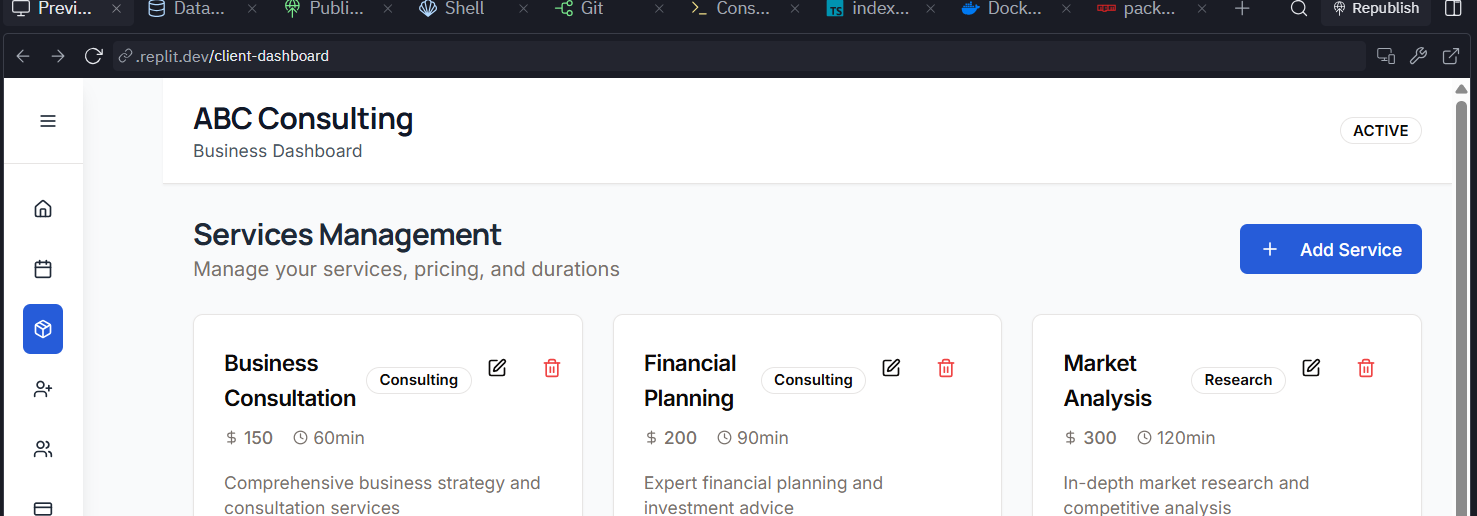 Previ... Data... Publi... Shell Git Cons... index... Dock... pack... Republish
.replit.dev/client-dashboard
ABC Consulting
Business Dashboard
ACTIVE
Services Management
Manage your services, pricing, and durations
Add Service
Business
Consultation
Consulting
$ 150 60min
Comprehensive business strategy and
consultation services
Financial
Planning
Consulting
$ 200 90min
Expert financial planning and
investment advice
Market
Analysis
Research
$ 300 120min
In-depth market research and
competitive analysis